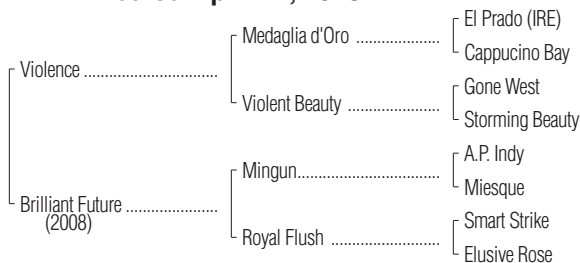 El Prado (IRE)
Medaglia d'Oro ......................
Cappucino Bay
Violence ...................................
Gone West
Violent Beauty ........................
Storming Beauty
A.P. Indy
Mingun.....................................
Miesque
Brilliant Future ........................
(2008)
Smart Strike
Royal Flush ............................
Elusive Rose